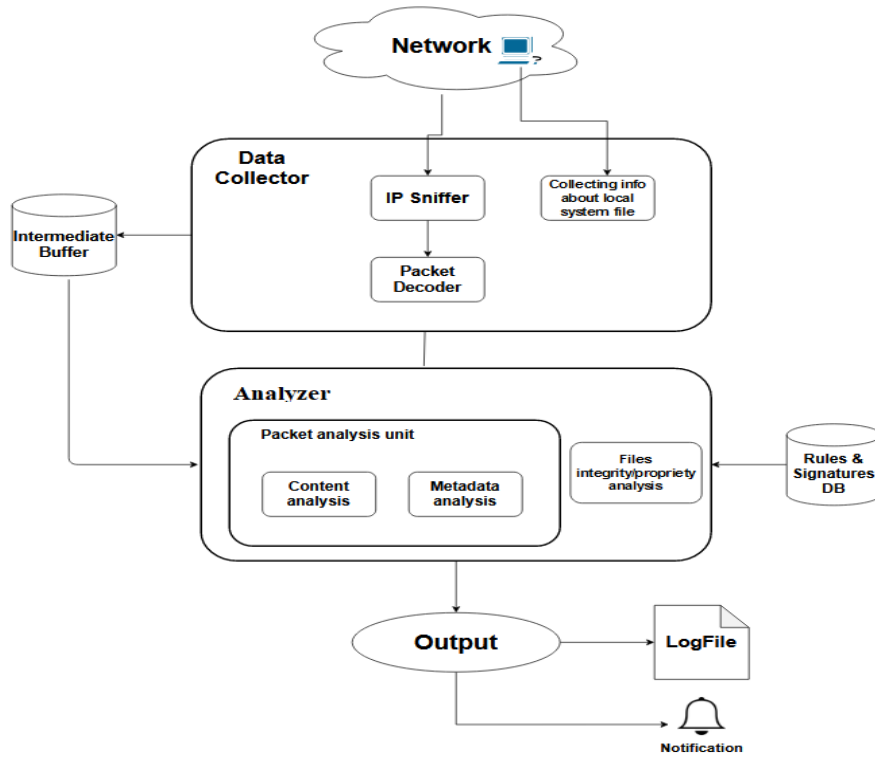 Network
?
Data
Collector
IP Sniffer
Collecting info
about local
system file
Intermediate
Buffer
Packet
Decoder
Analyzer
Packet analysis unit
Content
analysis
Metadata
analysis
Files
integrity/propriety
analysis
Rules &
Signatures
DB
Output
LogFile
Notification